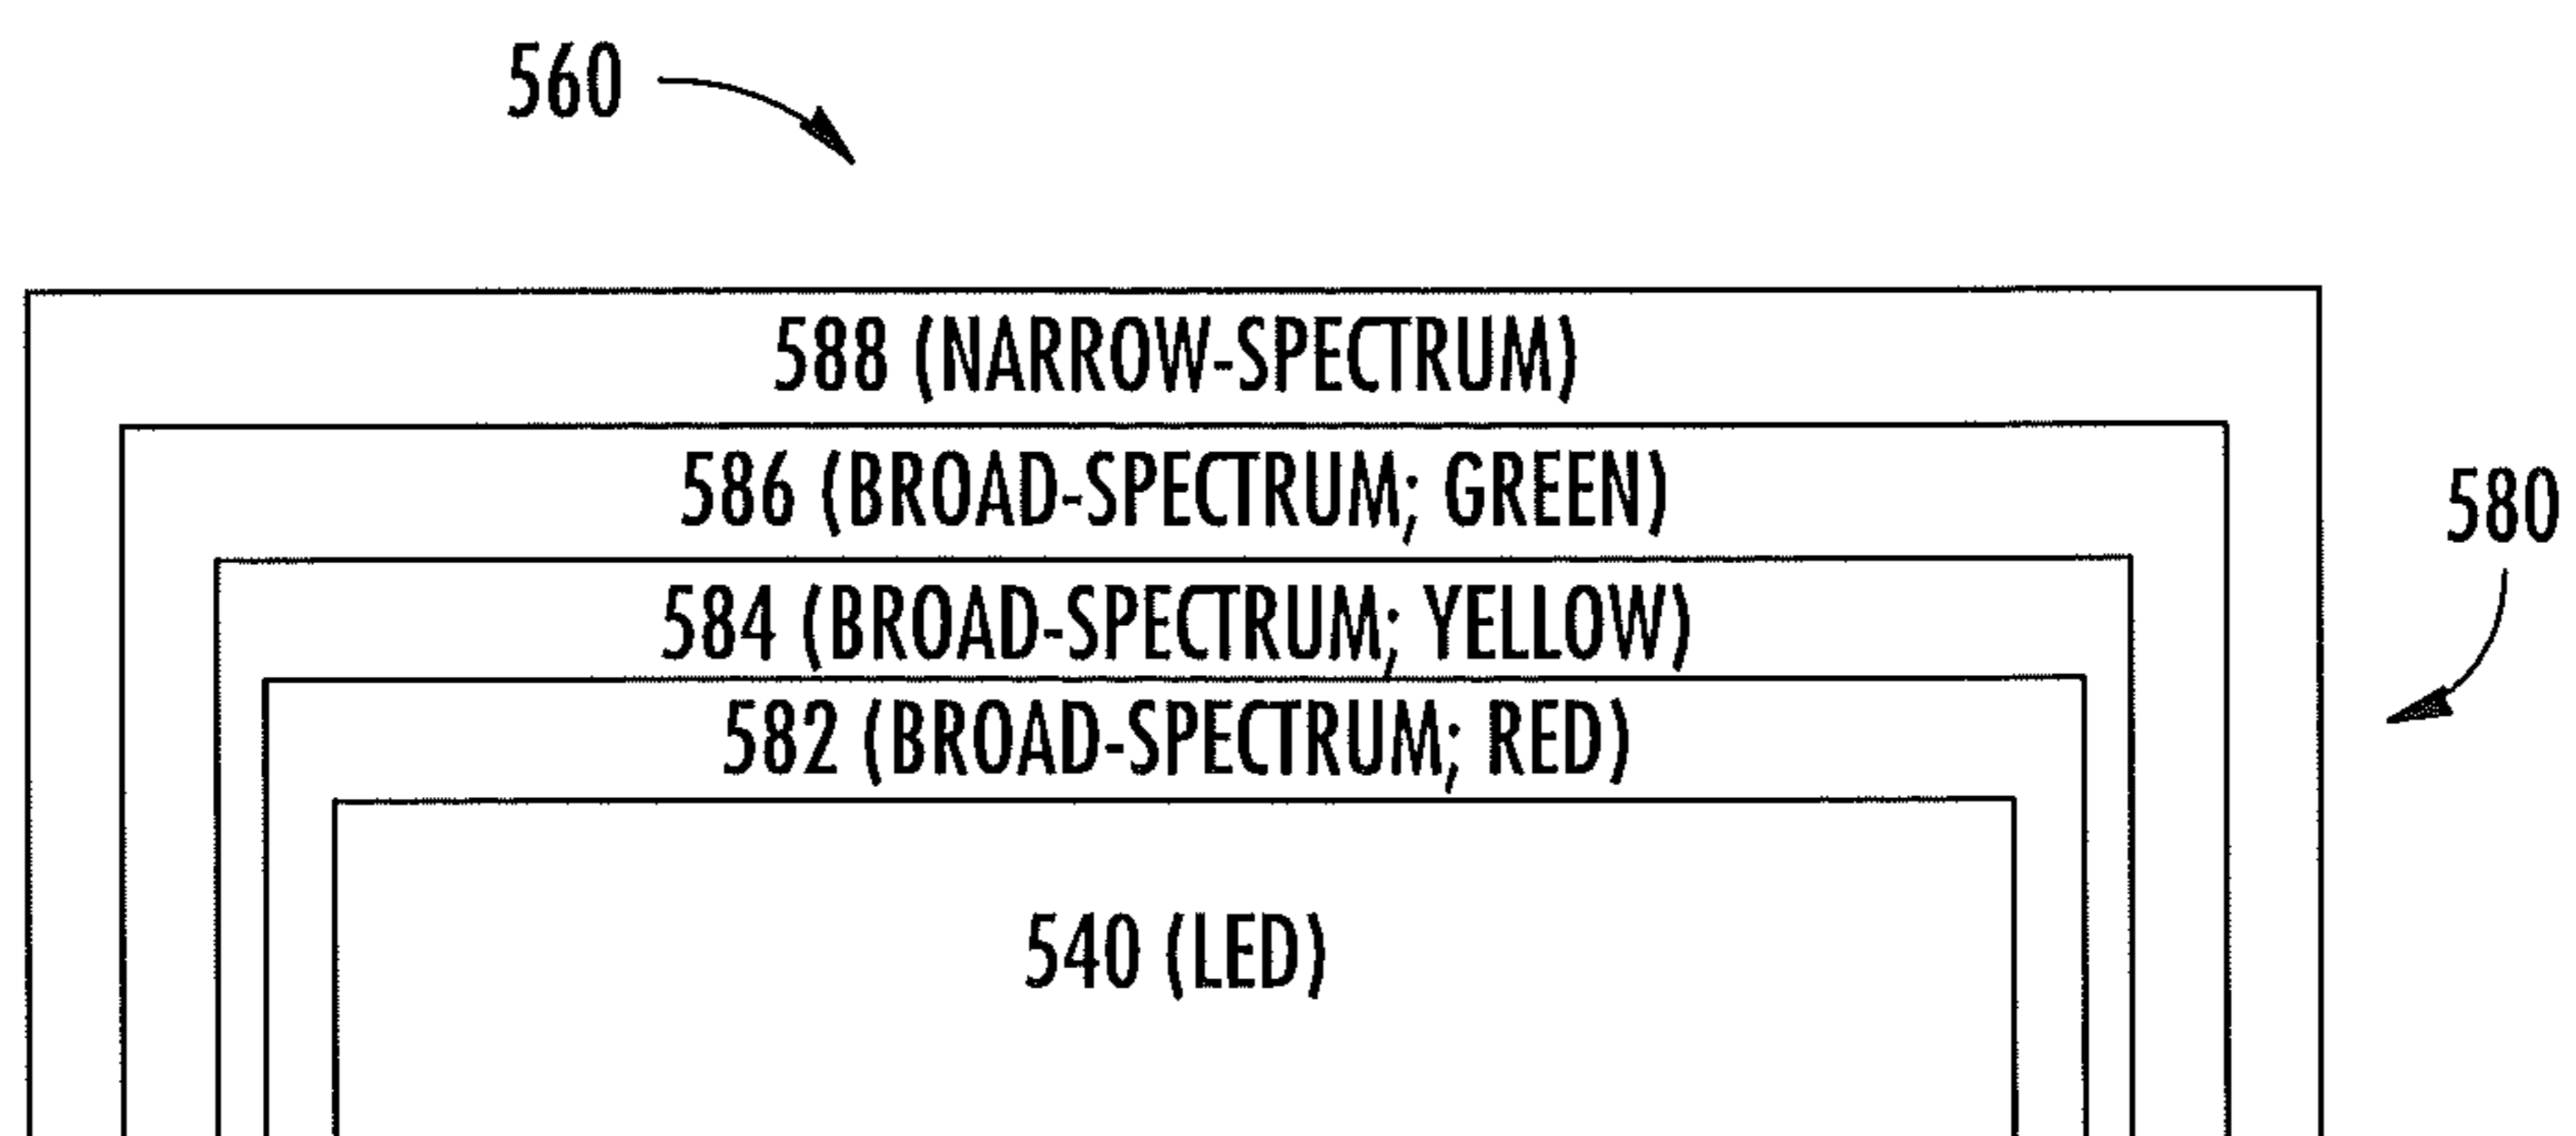 560
588 (NARROW-SPECTRUM)
586 (BROAD-SPECTRUM; GREEN)
580
584 (BROAD-SPECTRUM; YELLOW)
582 (BROAD-SPECTRUM; RED)
540 (LED)